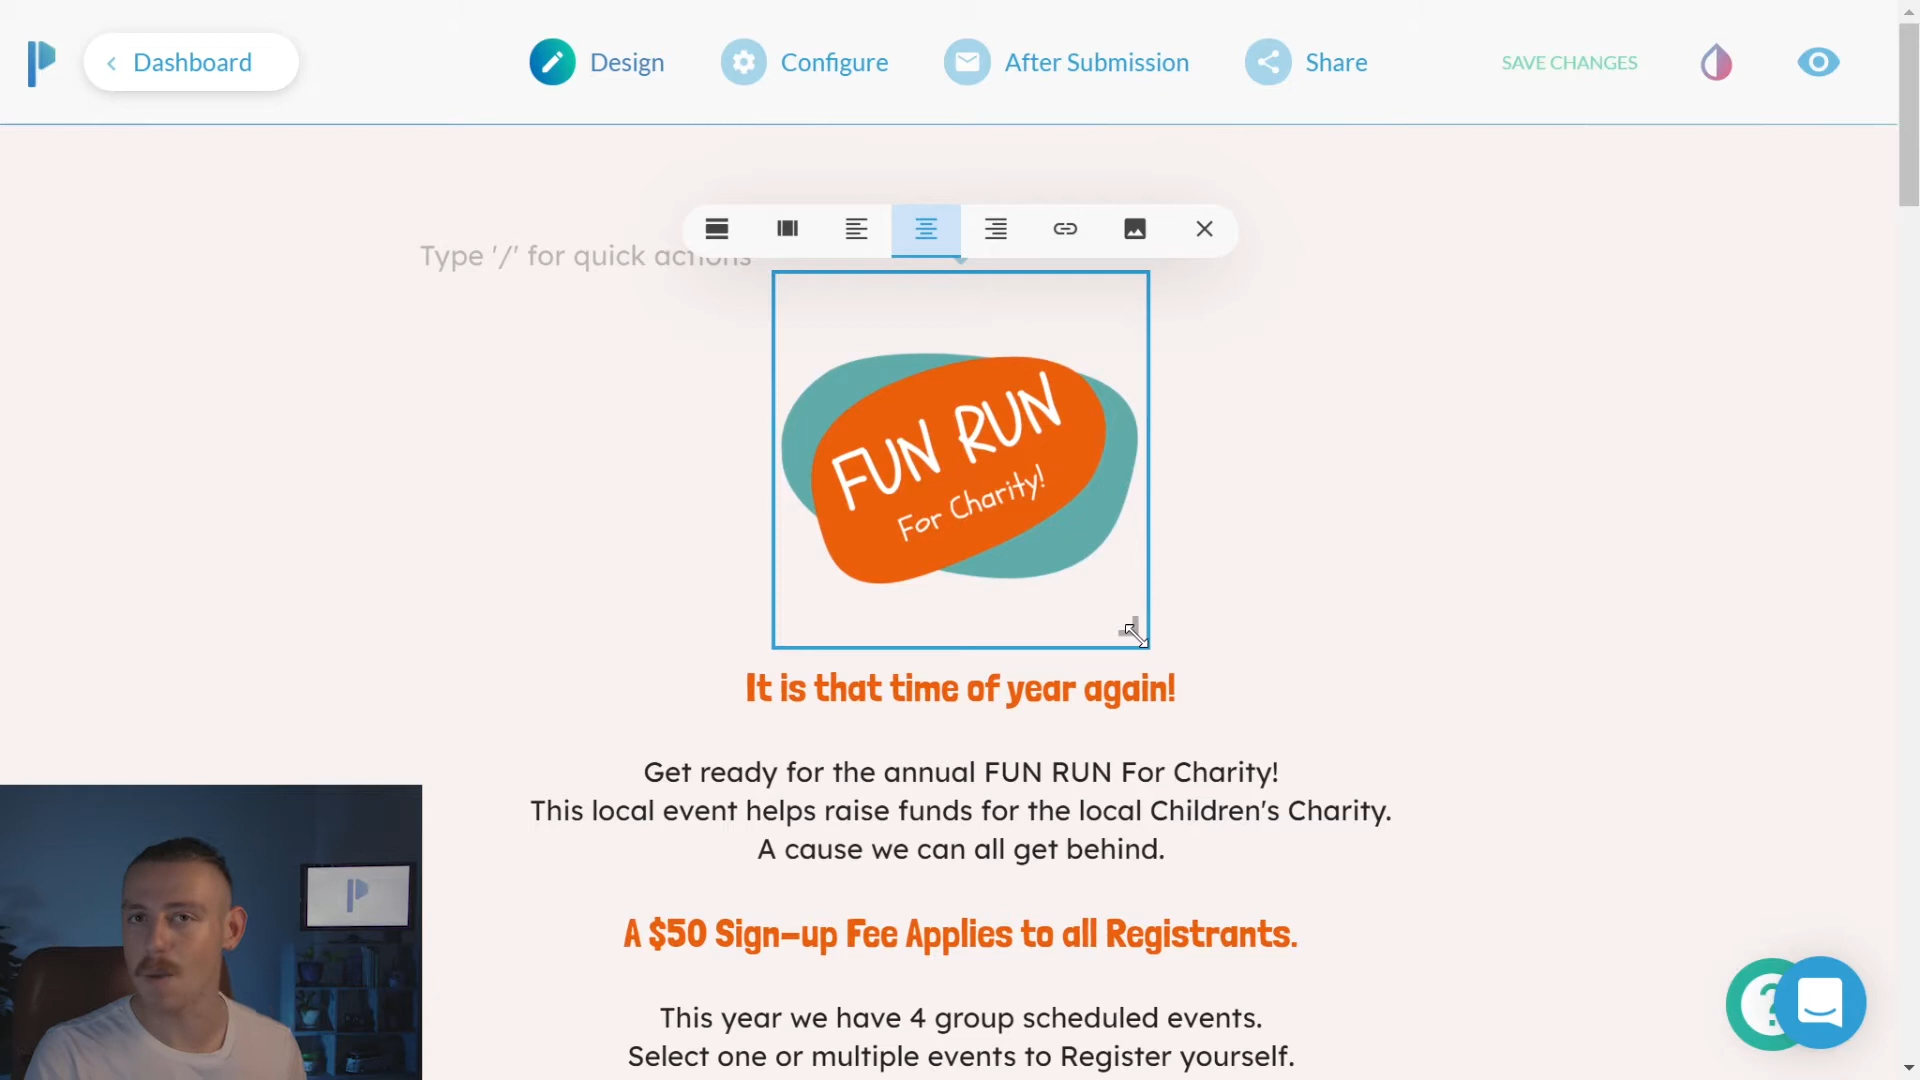 Dashboard
Design
Configure
After Submission
Share
SAVE CHANGES
Type '/' for quick actions
FUN RUN
For Charity!
It is that time of year again!
Get ready for the annual FUN RUN For Charity!
This local event helps raise funds for the local Children's Charity.
A cause we can all get behind.
A $50 Sign-up Fee Applies to all Registrants.
This year we have 4 group scheduled events.
Select one or multiple events to Register yourself.